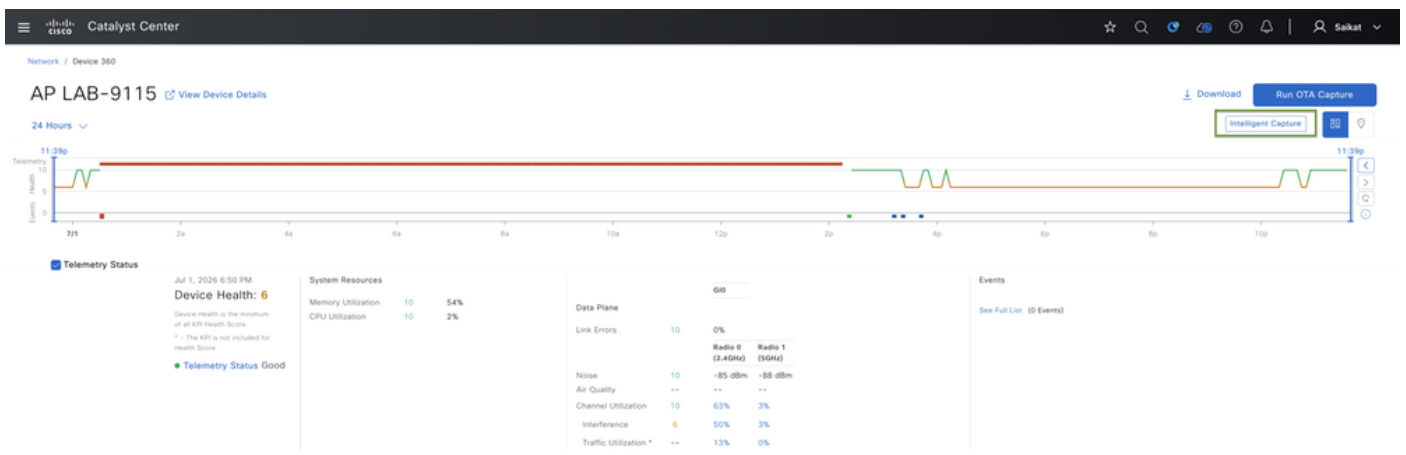 CISCO Catalyst Center
Saikat
Network / Device 360
AP LAB-9115 View Device Details
Download Run OTA Capture
24 Hours
Intelligent Capture
11:39p 11:39p
Telemetry
10
Health
5
Events
0
7/1 2a 4a 6a 8a 10a 12p 2p 4p 6p 8p 10p
Telemetry Status
Jul 1, 2026 6:50 PM
Device Health: 6
Device Health is the minimum
of all KPI Health Score.
* - The KPI is not included for
Health Score
Telemetry Status Good
System Resources
Memory Utilization 10 54%
CPU Utilization 10 2%
Gi0
Data Plane
Link Errors 10 0%
Radio 0 Radio 1
(2.4GHz) (5GHz)
Noise 10 -85 dBm -88 dBm
Air Quality -- -- --
Channel Utilization 10 63% 3%
Interference 6 50% 3%
Traffic Utilization * -- 13% 0%
Events
See Full List (0 Events)